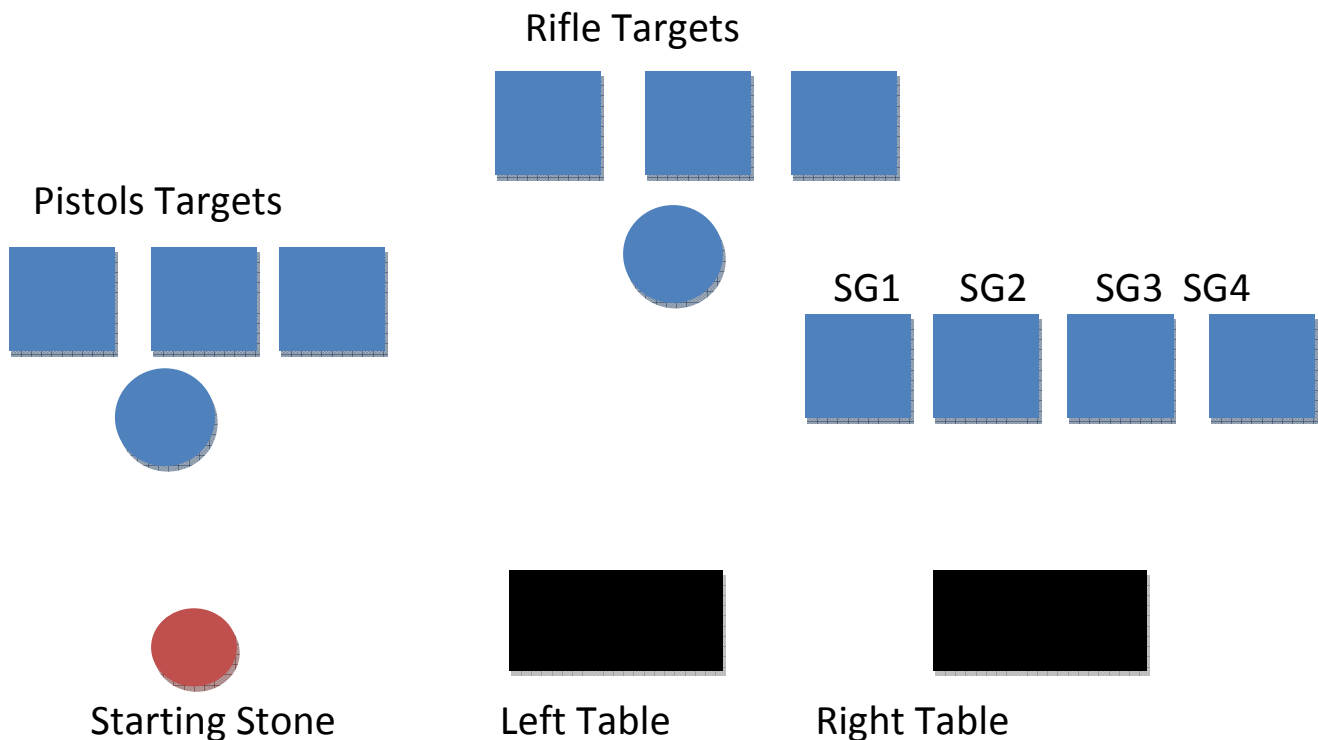 Rifle Targets
Pistols Targets
SG1 SG2 SG3 SG4
Starting Stone Left Table Right Table